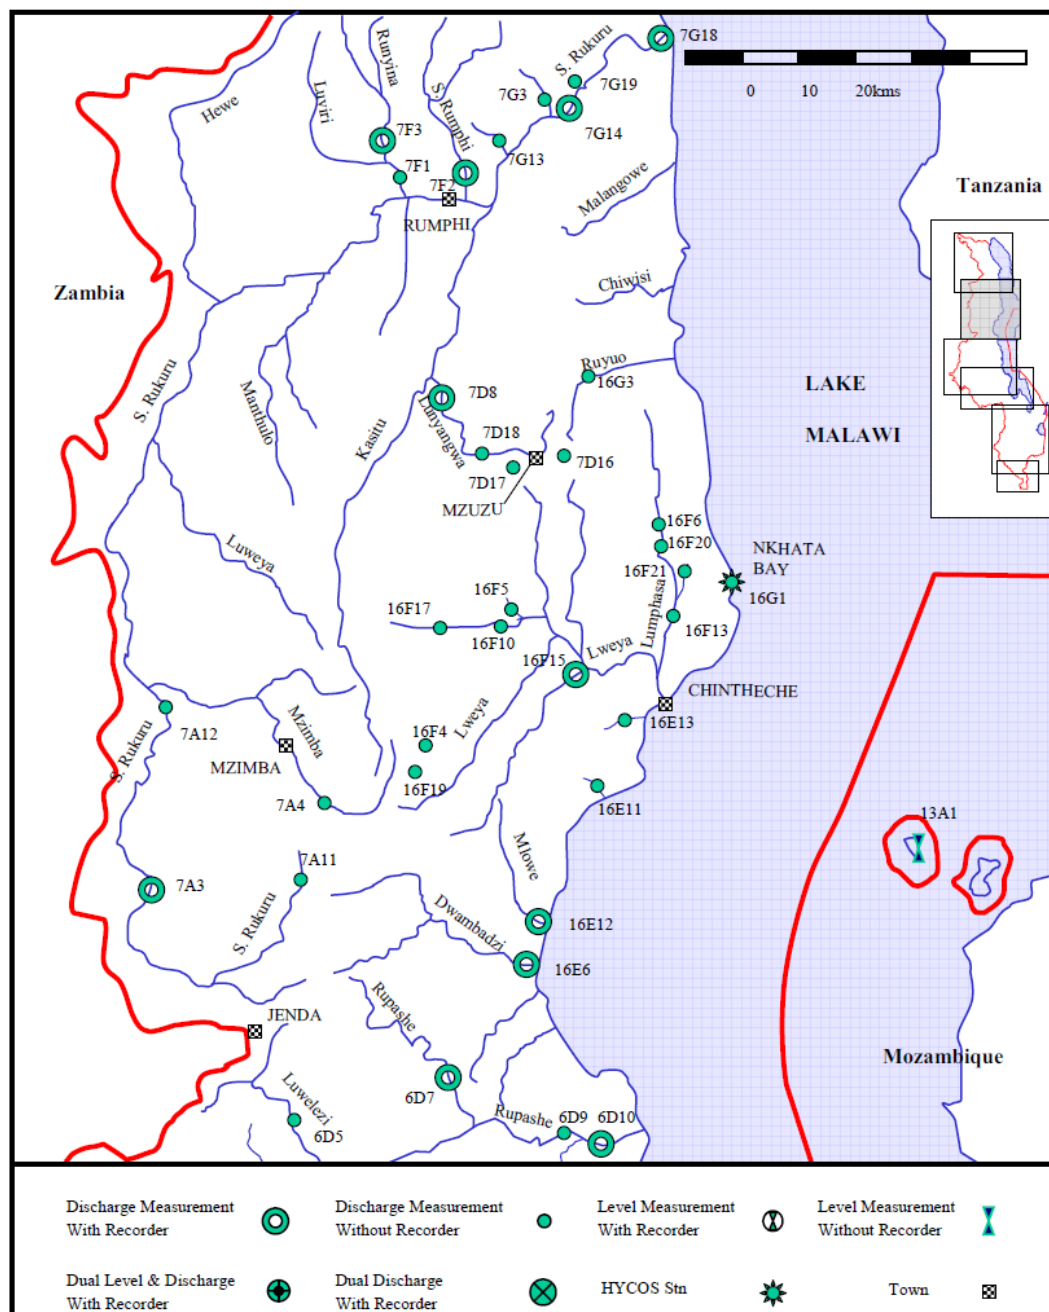 7G18
S. Rukuru
Runyina
Hewe
Luviri
S. Rumphi
7G3
7G19
0 10 20kms
7F3
7G14
7G13
7F1
7F2
Tanzania
Malangowe
RUMPHI
Zambia
Chiwisi
S. Rukuru
Ruyuo
16G3
LAKE
MALAWI
Manthulo
Kasitu
7D8
Lunyangwa
7D18
7D16
7D17
MZUZU
Luweya
16F6
16F20
NKHATA
BAY
16F21
16G1
Lumphasa
16F5
16F17
16F10
16F13
16F15
Lweya
CHINTHECHE
Lweya
16E13
S. Rukuru
7A12
Mzimba
MZIMBA
16F4
16F19
7A4
16E11
13A1
7A11
7A3
Mlowe
S. Rukuru
Dwambadzi
16E12
16E6
Rupashe
JENDA
Mozambique
6D7
Luwelezi
6D5
Rupashe
6D9
6D10
Discharge Measurement
With Recorder
Discharge Measurement
Without Recorder
Level Measurement
With Recorder
Level Measurement
Without Recorder
Dual Level & Discharge
With Recorder
Dual Discharge
With Recorder
HYCOS Stn
Town